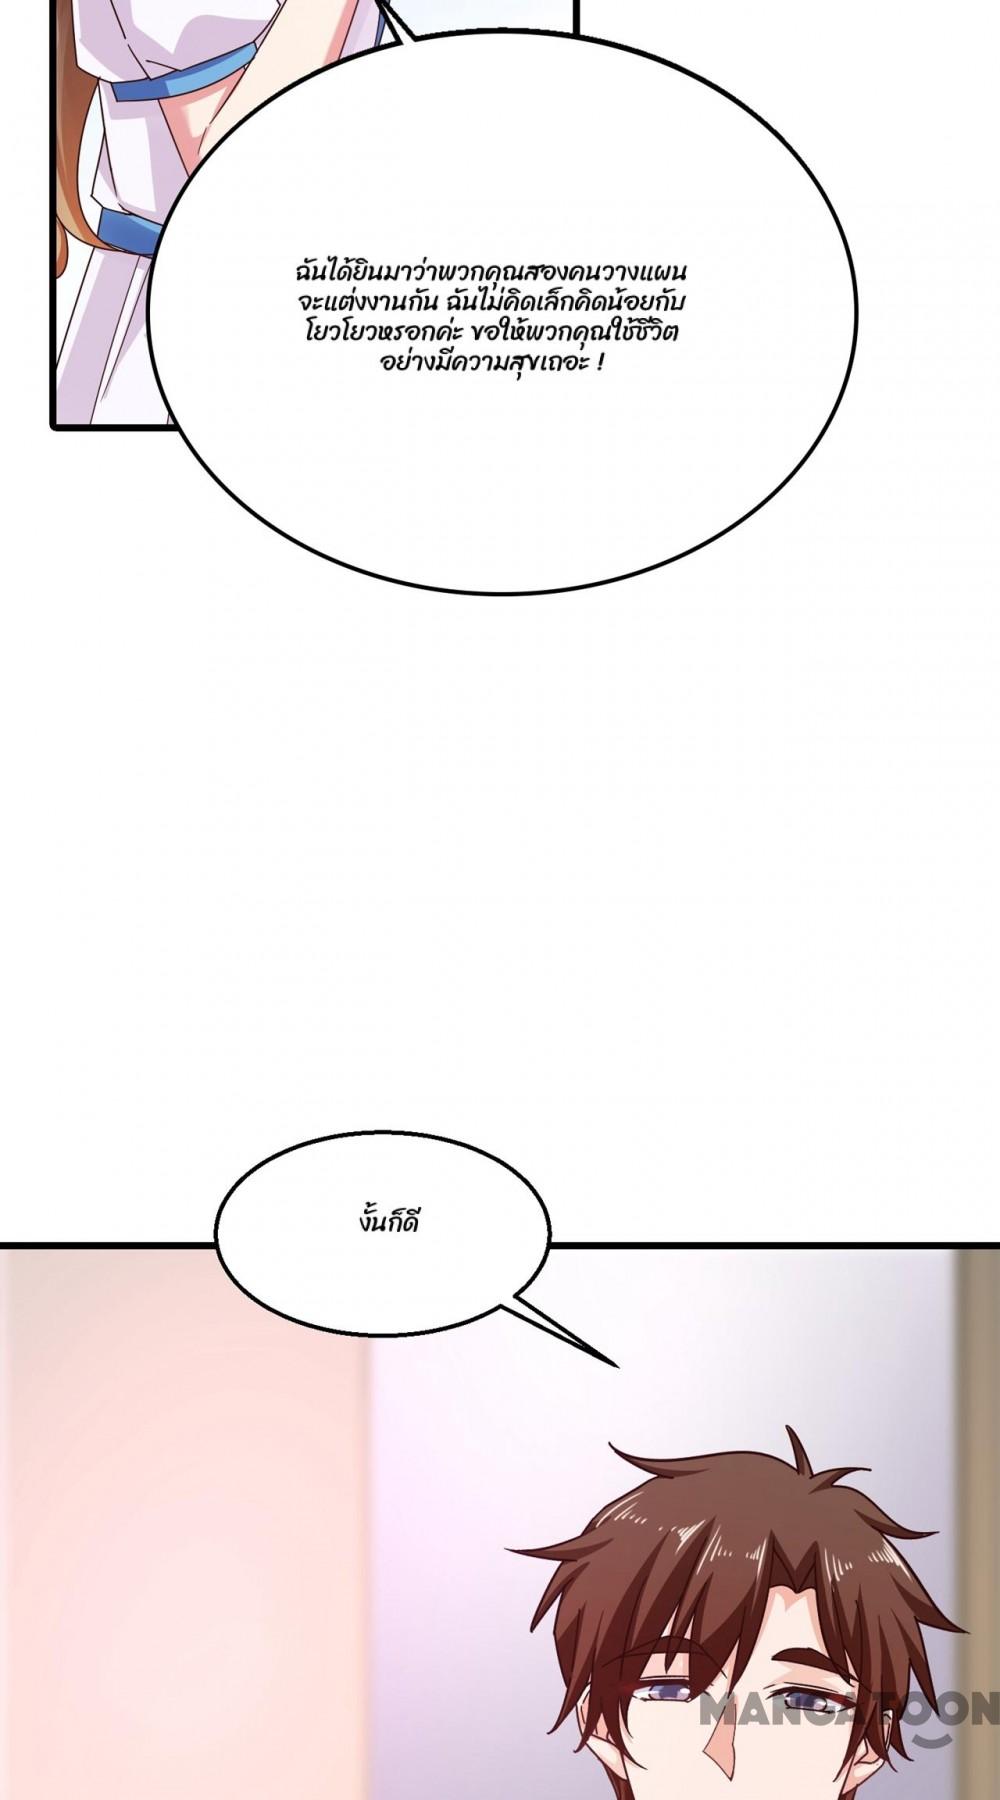 ฉันได้ยินมาว่าพวกคุณสองคนวางแผน
จะแต่งงานกัน ฉันไม่คิดเล็กคิดน้อยกับ
โยวโยวหรอกค่ะ ขอให้พวกคุณใช้ชีวิต
อย่างมีความสุขเถอะ !
งั้นก็ดี
MANGATOON